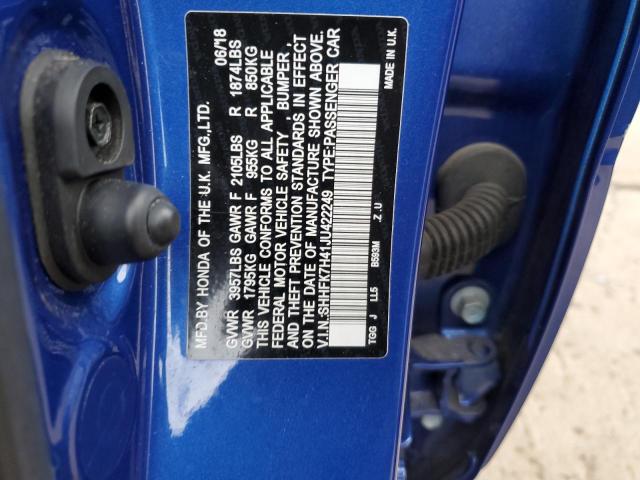 MFD.BY HONDA OF THE U.K. MFG.,LTD. 06/18
GVWR 3957LBS GAWR F 2105LBS R 1874LBS
GVWR 1795KG GAWR F 955KG R 850KG
THIS VEHICLE CONFORMS TO ALL APPLICABLE
FEDERAL MOTOR VEHICLE SAFETY , BUMPER ,
AND THEFT PREVENTION STANDARDS IN EFFECT
ON THE DATE OF MANUFACTURE SHOWN ABOVE.
V.I.N.:SHHFK7H41JU422249 TYPE:PASSENGER CAR
TGG J LL5 B593M .Z.U MADE IN U.K.